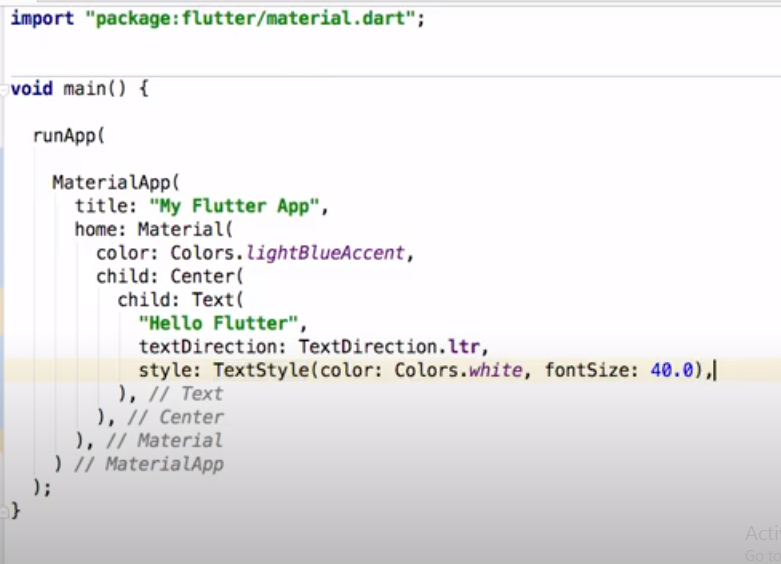 import "package:flutter/material.dart";
void main() {
runApp(
MaterialApp(
title: "My Flutter App",
home: Material(
color: Colors.lightBlueAccent,
child: Center(
child: Text(
"Hello Flutter",
textDirection: TextDirection.ltr,
style: TextStyle(color: Colors.white, fontSize: 40.0),
), // Text
), // Center
), // Material
) // MaterialApp
);
}
Go to